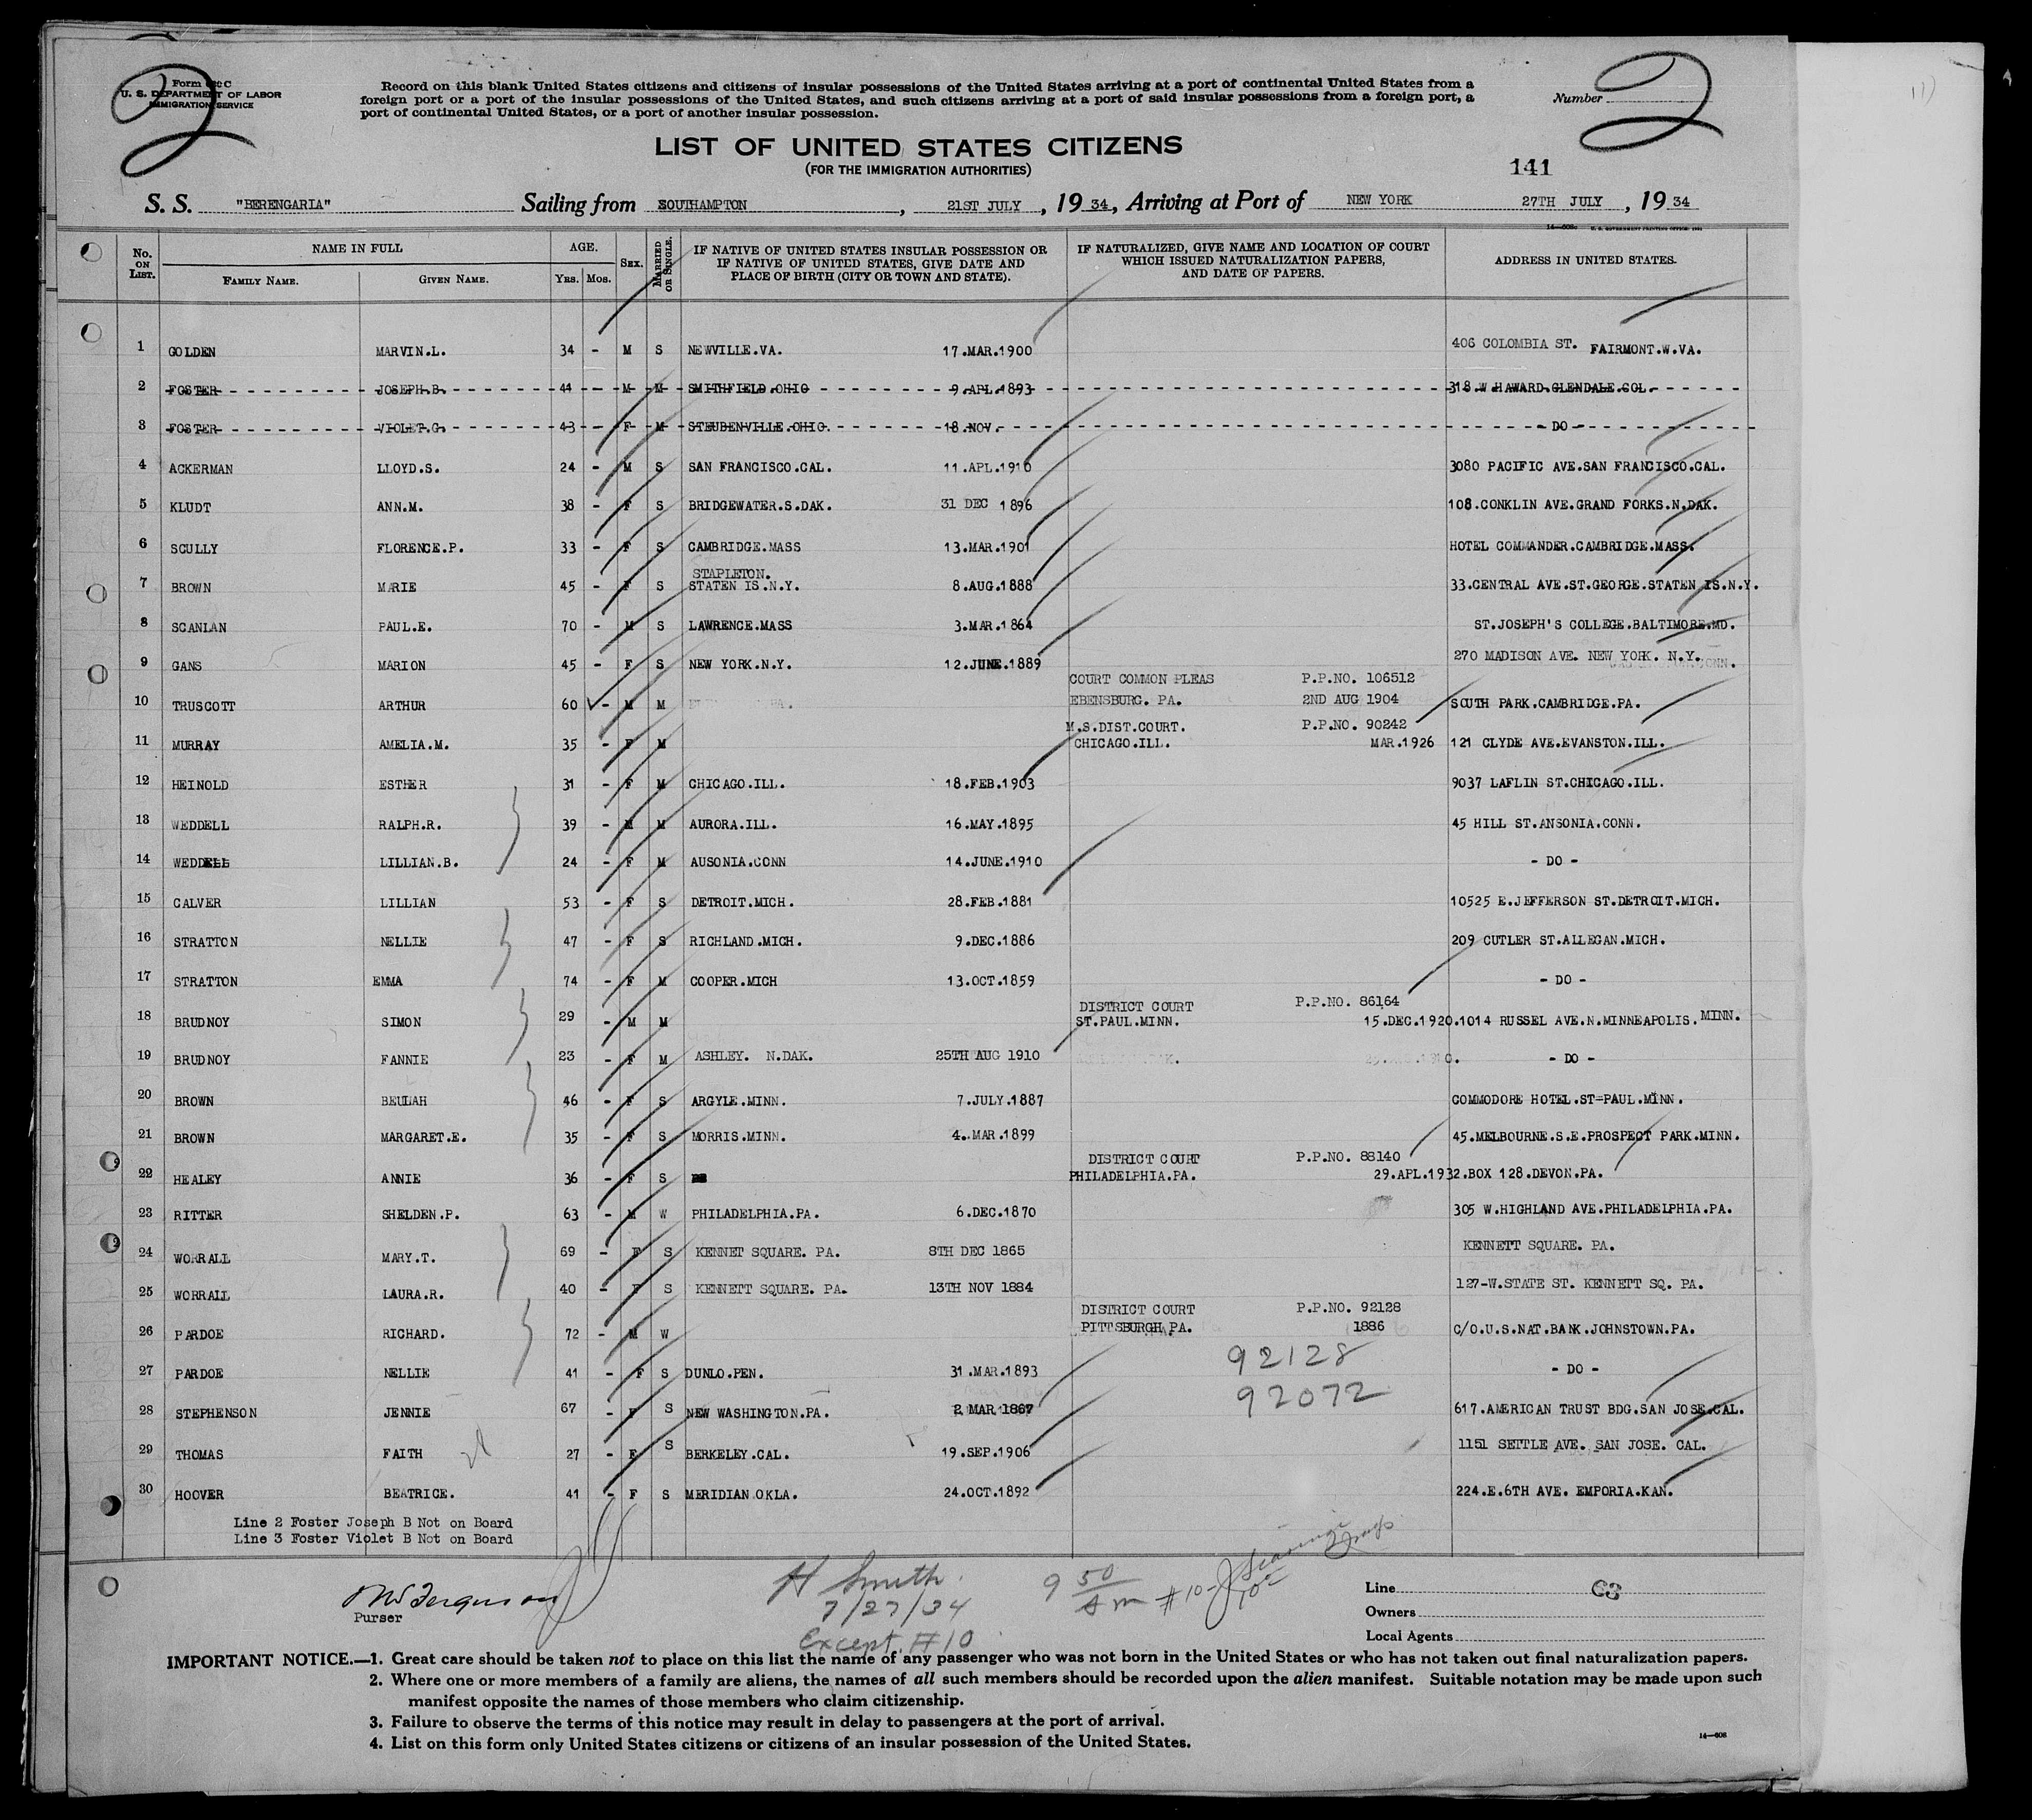 Form 630 C
U. S. DEPARTMENT OF LABOR
IMMIGRATION SERVICE
2
Record on this blank United States citizens and citizens of insular possessions of the United States arriving at a port of continental United States from a
foreign port or a port of the insular possessions of the United States, and such citizens arriving at a port of said insular possessions from a foreign port, a
port of continental United States, or a port of another insular possession.
Number
2
LIST OF UNITED STATES CITIZENS
(FOR THE IMMIGRATION AUTHORITIES)
141
S. S. "BERENGARIA" Sailing from SOUTHAMPTON, 21ST JULY, 19 34, Arriving at Port of NEW YORK 27TH JULY, 19 34
14—608c U. S. GOVERNMENT PRINTING OFFICE: 1931
No. ON LIST. NAME IN FULL FAMILY NAME. GIVEN NAME. AGE. YRS. MOS. SEX. MARRIED OR SINGLE. IF NATIVE OF UNITED STATES INSULAR POSSESSION OR IF NATIVE OF UNITED STATES, GIVE DATE AND PLACE OF BIRTH (CITY OR TOWN AND STATE). IF NATURALIZED, GIVE NAME AND LOCATION OF COURT WHICH ISSUED NATURALIZATION PAPERS, AND DATE OF PAPERS. ADDRESS IN UNITED STATES.
1 GOLDEN MARVIN.L. 34 - M S NEWVILLE.VA. 17.MAR.1900 406 COLOMBIA ST. FAIRMONT.W.VA.
2 FOSTER JOSEPH.B. 44 - M M SMITHFIELD.OHIO 9.APL.1893 318.W HAWARD.GLENDALE.COL.
3 FOSTER VIOLET.G. 43 - F M STEUBENVILLE.OHIO. 18.NOV. - DO -
4 ACKERMAN LLOYD.S. 24 - M S SAN FRANCISCO.CAL. 11.APL.1910 3080 PACIFIC AVE.SAN FRANCISCO.CAL.
5 KLUDT ANN.M. 38 - F S BRIDGEWATER.S.DAK. 31 DEC 1896 108.CONKLIN AVE.GRAND FORKS.N.DAK.
6 SCULLY FLORENCE.P. 33 - F S CAMBRIDGE.MASS 13.MAR.1901 HOTEL COMMANDER.CAMBRIDGE.MASS.
STAPLETON.
7 BROWN MARIE 45 - F S STATEN IS.N.Y. 8.AUG.1888 33.CENTRAL AVE.ST.GEORGE.STATEN IS.N.Y.
8 SCANLAN PAUL.E. 70 - M S LAWRENCE.MASS 3.MAR.1864 ST.JOSEPH'S COLLEGE.BALTIMORE.MD.
9 GANS MARION 45 - F S NEW YORK.N.Y. 12.JUNE.1889 270 MADISON AVE. NEW YORK. N.Y.
COURT COMMON PLEAS P.P.NO. 106512
10 TRUSCOTT ARTHUR 60 - M M EBENSBURG. PA. 2ND AUG 1904 SOUTH PARK.CAMBRIDGE.PA.
M.S.DIST.COURT. P.P.NO. 90242
11 MURRAY AMELIA.M. 35 - F M CHICAGO.ILL. MAR.1926 121 CLYDE AVE.EVANSTON.ILL.
12 HEINOLD ESTHER 31 - F M CHICAGO.ILL. 18.FEB.1903 9037 LAFLIN ST.CHICAGO.ILL.
13 WEDDELL RALPH.R. 39 - M M AURORA.ILL. 16.MAY.1895 45 HILL ST.ANSONIA.CONN.
14 WEDDELL LILLIAN.B. 24 - F M AUSONIA.CONN 14.JUNE.1910 - DO -
15 CALVER LILLIAN 53 - F S DETROIT.MICH. 28.FEB.1881 10525 E.JEFFERSON ST.DETROIT.MICH.
16 STRATTON NELLIE 47 - F S RICHLAND.MICH. 9.DEC.1886 209 CUTLER ST.ALLEGAN.MICH.
17 STRATTON EMMA 74 - F M COOPER.MICH 13.OCT.1859 - DO -
DISTRICT COURT P.P.NO. 86164
18 BRUDNOY SIMON 29 - M M ST.PAUL.MINN. 15.DEC.1920.1014 RUSSEL AVE.N.MINNEAPOLIS. MINN.
19 BRUDNOY FANNIE 23 - F M ASHLEY. N.DAK. 25TH AUG 1910 - DO -
20 BROWN BEULAH 46 - F S ARGYLE.MINN. 7.JULY.1887 COMMODORE HOTEL.ST=PAUL.MINN.
21 BROWN MARGARET.E. 35 - F S MORRIS.MINN. 4.MAR.1899 45.MELBOURNE.S.E.PROSPECT PARK.MINN.
DISTRICT COURT P.P.NO. 88140
22 HEALEY ANNIE 36 - F S PHILADELPHIA.PA. 29.APL.1932.BOX 128.DEVON.PA.
23 RITTER SHELDEN.P. 63 - M W PHILADELPHIA.PA. 6.DEC.1870 305 W.HIGHLAND AVE.PHILADELPHIA.PA.
24 WORRALL MARY.T. 69 - F S KENNET SQUARE. PA. 8TH DEC 1865 KENNETT SQUARE. PA.
25 WORRALL LAURA.R. 40 - F S KENNETT SQUARE. PA. 13TH NOV 1884 127-W.STATE ST. KENNETT SQ. PA.
DISTRICT COURT P.P.NO. 92128
26 PARDOE RICHARD. 72 - M W PITTSBURGH,PA. 1886 C/O.U.S.NAT.BANK.JOHNSTOWN.PA.
92128
27 PARDOE NELLIE 41 - F S DUNLO.PEN. 31.MAR.1893 - DO -
92072
28 STEPHENSON JENNIE 67 - F S NEW WASHINGTON.PA. 2 MAR 1867 617.AMERICAN TRUST BDG.SAN JOSE.CAL.
29 THOMAS FAITH 27 - F S BERKELEY.CAL. 19.SEP.1906 1151 SETTLE AVE. SAN JOSE. CAL.
30 HOOVER BEATRICE. 41 - F S MERIDIAN OKLA. 24.OCT.1892 224.E.6TH AVE. EMPORIA.KAN.
Line 2 Foster Joseph B Not on Board
Line 3 Foster Violet B Not on Board
Purser
H Smith.
7/27/34
Except #10
9 50 Am #10-
Line 63
Owners
Local Agents
IMPORTANT NOTICE.—1. Great care should be taken not to place on this list the name of any passenger who was not born in the United States or who has not taken out final naturalization papers.
2. Where one or more members of a family are aliens, the names of all such members should be recorded upon the alien manifest. Suitable notation may be made upon such
manifest opposite the names of those members who claim citizenship.
3. Failure to observe the terms of this notice may result in delay to passengers at the port of arrival.
4. List on this form only United States citizens or citizens of an insular possession of the United States.
14—608